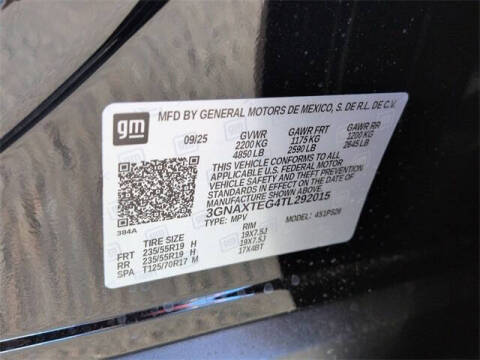 gm
MFD BY GENERAL MOTORS DE MEXICO, S. DE R.L. DE C.V.
09/25 GVWR GAWR FRT GAWR RR
2200 KG 1175 KG 1200 KG
4850 LB 2590 LB 2645 LB
THIS VEHICLE CONFORMS TO ALL
APPLICABLE U.S. FEDERAL MOTOR
VEHICLE SAFETY AND THEFT PREVENTION
STANDARDS IN EFFECT ON THE DATE OF
MANUFACTURE SHOWN ABOVE.
3GNAXTEG4TL292015
TYPE: MPV MODEL: 4S1PS26
384A
TIRE SIZE RIM
FRT 235/55R19 H 19X7.5J
RR 235/55R19 H 19X7.5J
SPA T125/70R17 M 17X4BT